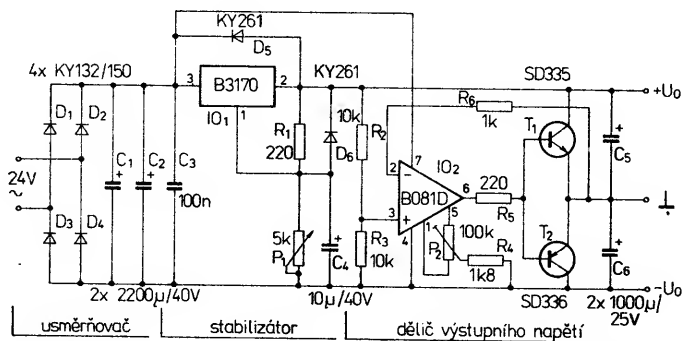 KY261
D5
4x KY132/150
3
B3170
2
1
IO1
KY261
SD335
+Uo
D1
D2
D3
D4
24V
~
C1
+
C2
+
C3
100n
R1
220
D6
10k
R2
R6
1k
T1
C5
+
2
−
7
IO2
B081D
6
3
+
4
1
5
220
R5
5k
P1
C4
+
R3
10k
100k
P2
R4
1k8
T2
C6
+
−Uo
2x 2200µ/40V
10µ/40V
SD336
2x 1000µ/
25V
usměrňovač
stabilizátor
dělič výstupního napětí